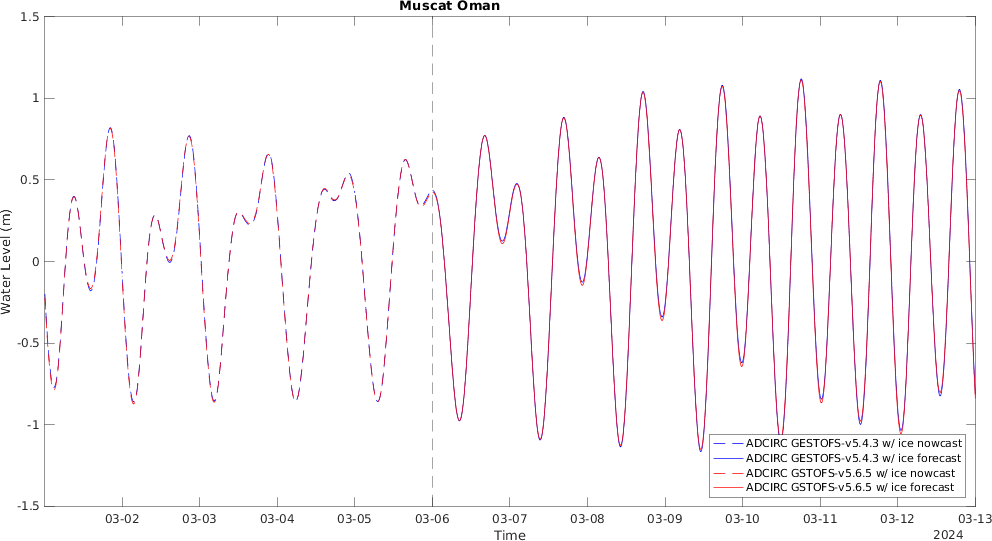 Muscat Oman
1.5
1
0.5
0
-0.5
-1
-1.5
Water Level (m)
ADCIRC GESTOFS-v5.4.3 w/ ice nowcast
ADCIRC GESTOFS-v5.4.3 w/ ice forecast
ADCIRC GSTOFS-v5.6.5 w/ ice nowcast
ADCIRC GSTOFS-v5.6.5 w/ ice forecast
03-02 03-03 03-04 03-05 03-06 03-07 03-08 03-09 03-10 03-11 03-12 03-13
Time
2024